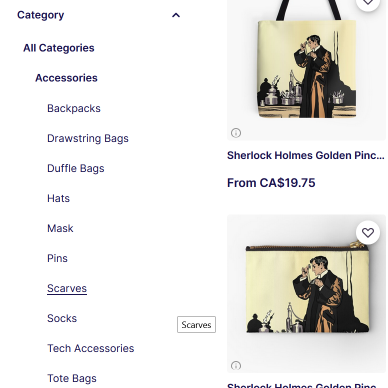 Category
All Categories
Accessories
Backpacks
Drawstring Bags
Duffle Bags
Hats
Mask
Pins
Scarves
Socks
Scarves
Tech Accessories
Tote Bags
Sherlock Holmes Golden Pinc...
From CA$19.75
Sherlock Holmes Golden Pinc...